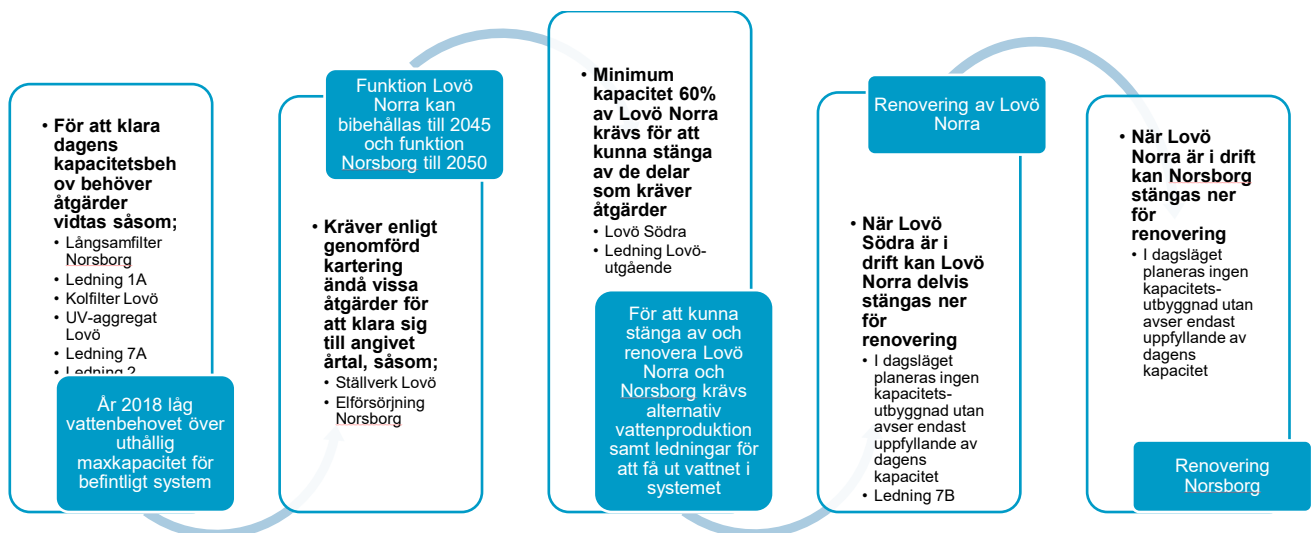 • För att klara
dagens
kapacitetsbeh
ov behöver
åtgärder
vidtas såsom;
• Långsamfilter
Norsborg
• Ledning 1A
• Kolfilter Lovö
• UV-aggregat
Lovö
• Ledning 7A
• Ledning 2
År 2018 låg
vattenbehovet över
uthållig
maxkapacitet för
befintligt system
Funktion Lovö
Norra kan
bibehållas till 2045
och funktion
Norsborg till 2050
• Kräver enligt
genomförd
kartering
ändå vissa
åtgärder för
att klara sig
till angivet
årtal, såsom;
• Ställverk Lovö
• Elförsörjning
Norsborg
• Minimum
kapacitet 60%
av Lovö Norra
krävs för att
kunna stänga
av de delar
som kräver
åtgärder
• Lovö Södra
• Ledning Lovö-
utgående
För att kunna
stänga av och
renovera Lovö
Norra och
Norsborg krävs
alternativ
vattenproduktion
samt ledningar för
att få ut vattnet i
systemet
Renovering av Lovö
Norra
• När Lovö
Södra är i
drift kan Lovö
Norra delvis
stängas ner
för
renovering
• I dagsläget
planeras ingen
kapacitets-
utbyggnad utan
avser endast
uppfyllande av
dagens
kapacitet
• Ledning 7B
• När Lovö
Norra är i drift
kan Norsborg
stängas ner
för
renovering
• I dagsläget
planeras ingen
kapacitets-
utbyggnad utan
avser endast
uppfyllande av
dagens
kapacitet
Renovering
Norsborg